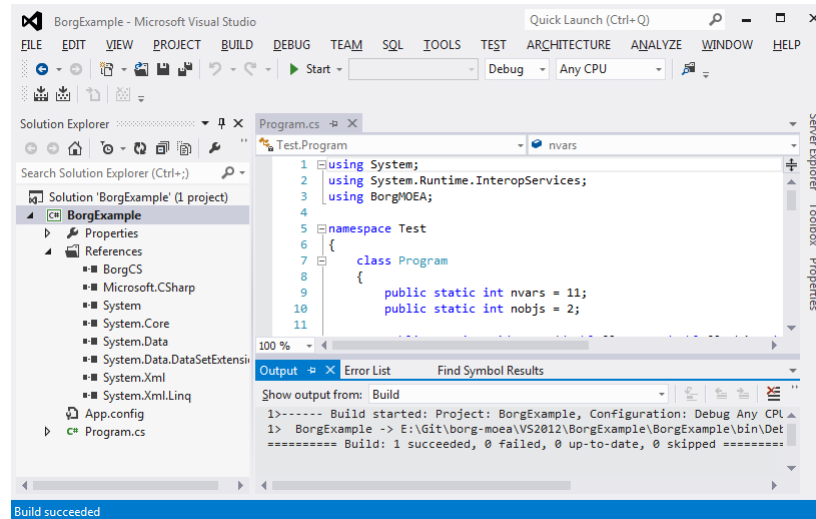 BorgExample - Microsoft Visual Studio
Quick Launch (Ctrl+Q)
FILE EDIT VIEW PROJECT BUILD DEBUG TEAM SQL TOOLS TEST ARCHITECTURE ANALYZE WINDOW HELP
Start Debug Any CPU
Solution Explorer
Search Solution Explorer (Ctrl+;)
Solution 'BorgExample' (1 project)
C# BorgExample
Properties
References
BorgCS
Microsoft.CSharp
System
System.Core
System.Data
System.Data.DataSetExtensi
System.Xml
System.Xml.Linq
App.config
C# Program.cs
Program.cs
Test.Program nvars
1 using System;
2 using System.Runtime.InteropServices;
3 using BorgMOEA;
4
5 namespace Test
6 {
7 class Program
8 {
9 public static int nvars = 11;
10 public static int nobjs = 2;
11
100 %
Output Error List Find Symbol Results
Show output from: Build
1>------ Build started: Project: BorgExample, Configuration: Debug Any CPU
1> BorgExample -> E:\Git\borg-moea\VS2012\BorgExample\BorgExample\bin\Deb
========== Build: 1 succeeded, 0 failed, 0 up-to-date, 0 skipped =========
Server Explorer
Toolbox
Properties
Build succeeded